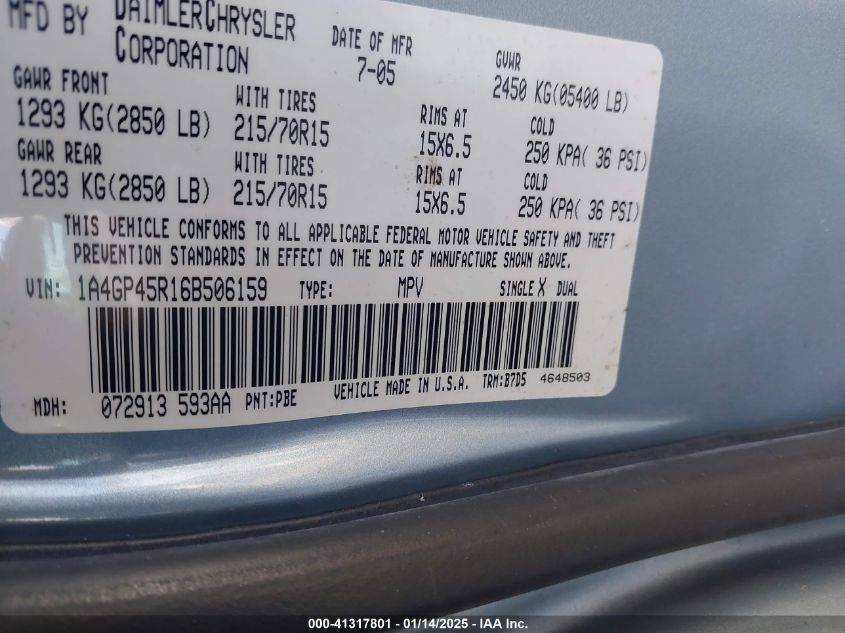 MFD BY DAIMLERCHRYSLER CORPORATION
DATE OF MFR 7-05
GVWR 2450 KG(05400 LB)
GAWR FRONT WITH TIRES RIMS AT COLD
1293 KG(2850 LB) 215/70R15 15X6.5 250 KPA( 36 PSI)
GAWR REAR WITH TIRES RIMS AT COLD
1293 KG(2850 LB) 215/70R15 15X6.5 250 KPA( 36 PSI)
THIS VEHICLE CONFORMS TO ALL APPLICABLE FEDERAL MOTOR VEHICLE SAFETY AND THEFT
PREVENTION STANDARDS IN EFFECT ON THE DATE OF MANUFACTURE SHOWN ABOVE.
VIN: 1A4GP45R16B506159 TYPE: MPV SINGLE X DUAL
MDH: 072913 593AA PNT:PBE VEHICLE MADE IN U.S.A. TRM:B7D5 4648503
000-41317801 - 01/14/2025 - IAA Inc.